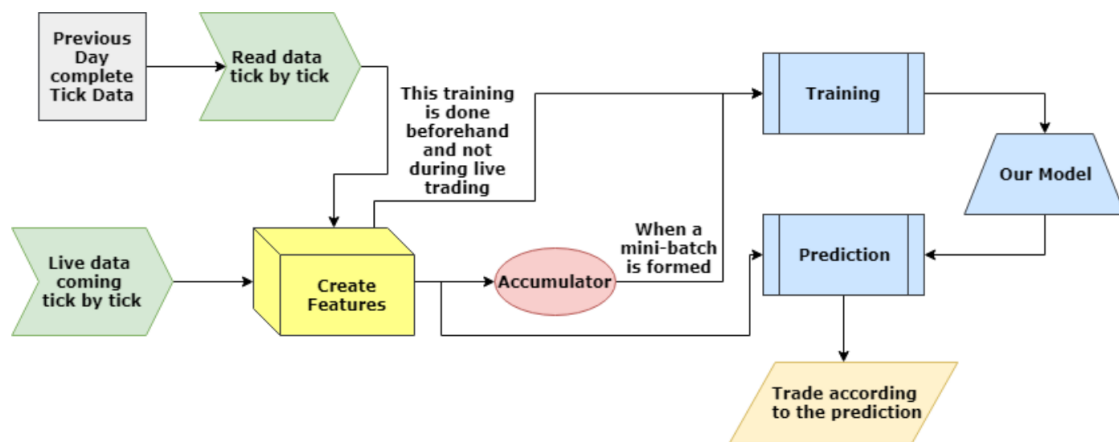 Previous
Day
complete
Tick Data
Read data
tick by tick
This training
is done
beforehand
and not
during live
trading
Training
Our Model
Live data
coming
tick by tick
Create
Features
Accumulator
When a
mini-batch
is formed
Prediction
Trade according
to the prediction